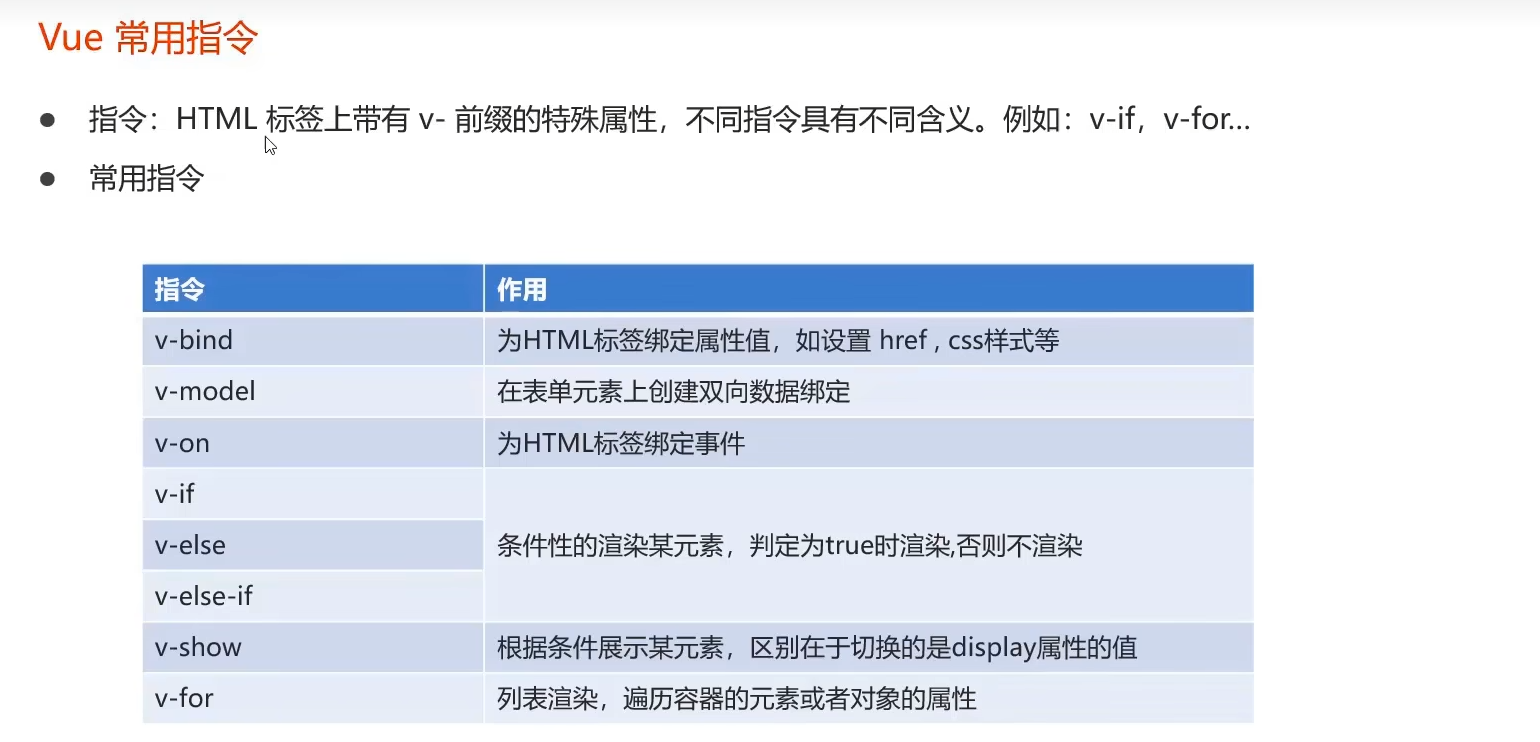 Vue 常用指令
指令：HTML 标签上带有 v- 前缀的特殊属性，不同指令具有不同含义。例如：v-if，v-for…
常用指令
指令 作用
v-bind 为HTML标签绑定属性值，如设置 href , css样式等
v-model 在表单元素上创建双向数据绑定
v-on 为HTML标签绑定事件
v-if
v-else 条件性的渲染某元素，判定为true时渲染,否则不渲染
v-else-if
v-show 根据条件展示某元素，区别在于切换的是display属性的值
v-for 列表渲染，遍历容器的元素或者对象的属性